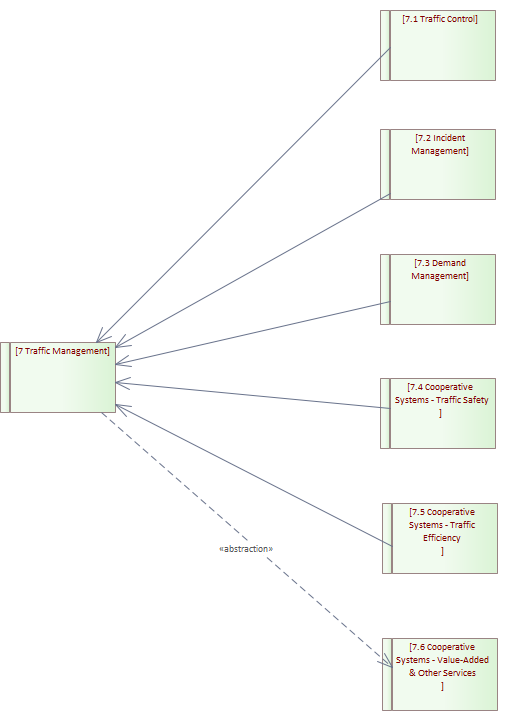 [7.1 Traffic Control]
[7.2 Incident
Management]
[7.3 Demand
Management]
[7 Traffic Management]
[7.4 Cooperative
Systems - Traffic Safety
]
[7.5 Cooperative
Systems - Traffic
Efficiency
]
«abstraction»
[7.6 Cooperative
Systems - Value-Added
& Other Services
]